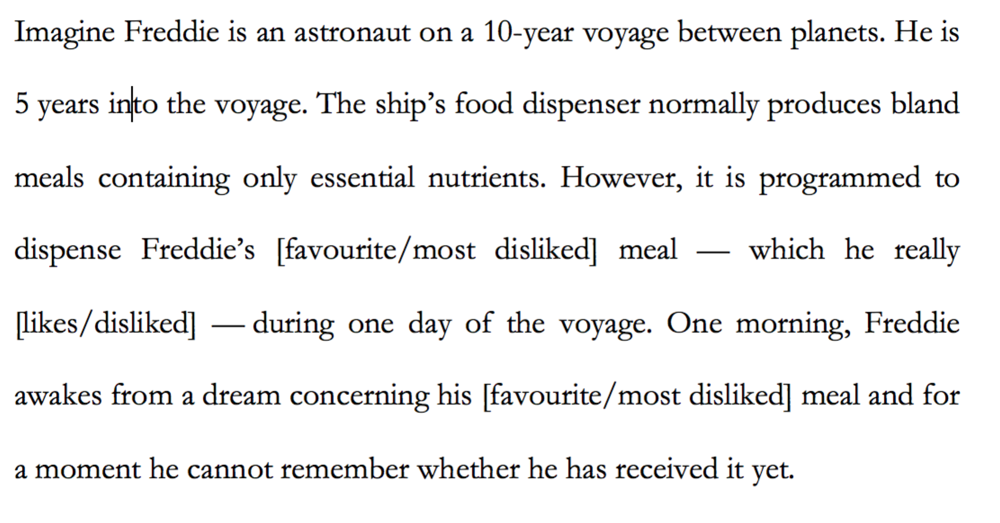 Imagine Freddie is an astronaut on a 10-year voyage between planets. He is
5 years into the voyage. The ship’s food dispenser normally produces bland
meals containing only essential nutrients. However, it is programmed to
dispense Freddie’s [favourite/most disliked] meal — which he really
[likes/disliked] — during one day of the voyage. One morning, Freddie
awakes from a dream concerning his [favourite/most disliked] meal and for
a moment he cannot remember whether he has received it yet.